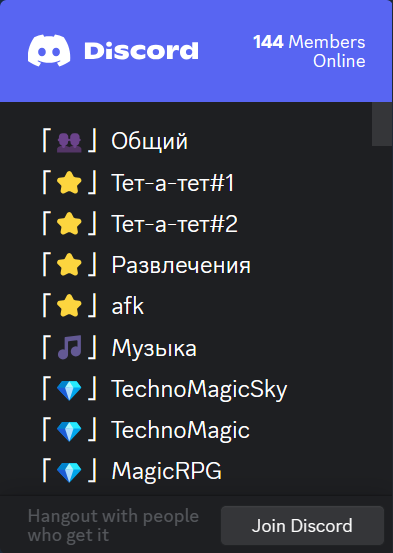 Discord
144 Members
Online
「👥」Общий
「⭐」Тет-а-тет#1
「⭐」Тет-а-тет#2
「⭐」Развлечения
「⭐」afk
「🎵」Музыка
「💎」TechnoMagicSky
「💎」TechnoMagic
「💎」MagicRPG
Hangout with people
who get it
Join Discord